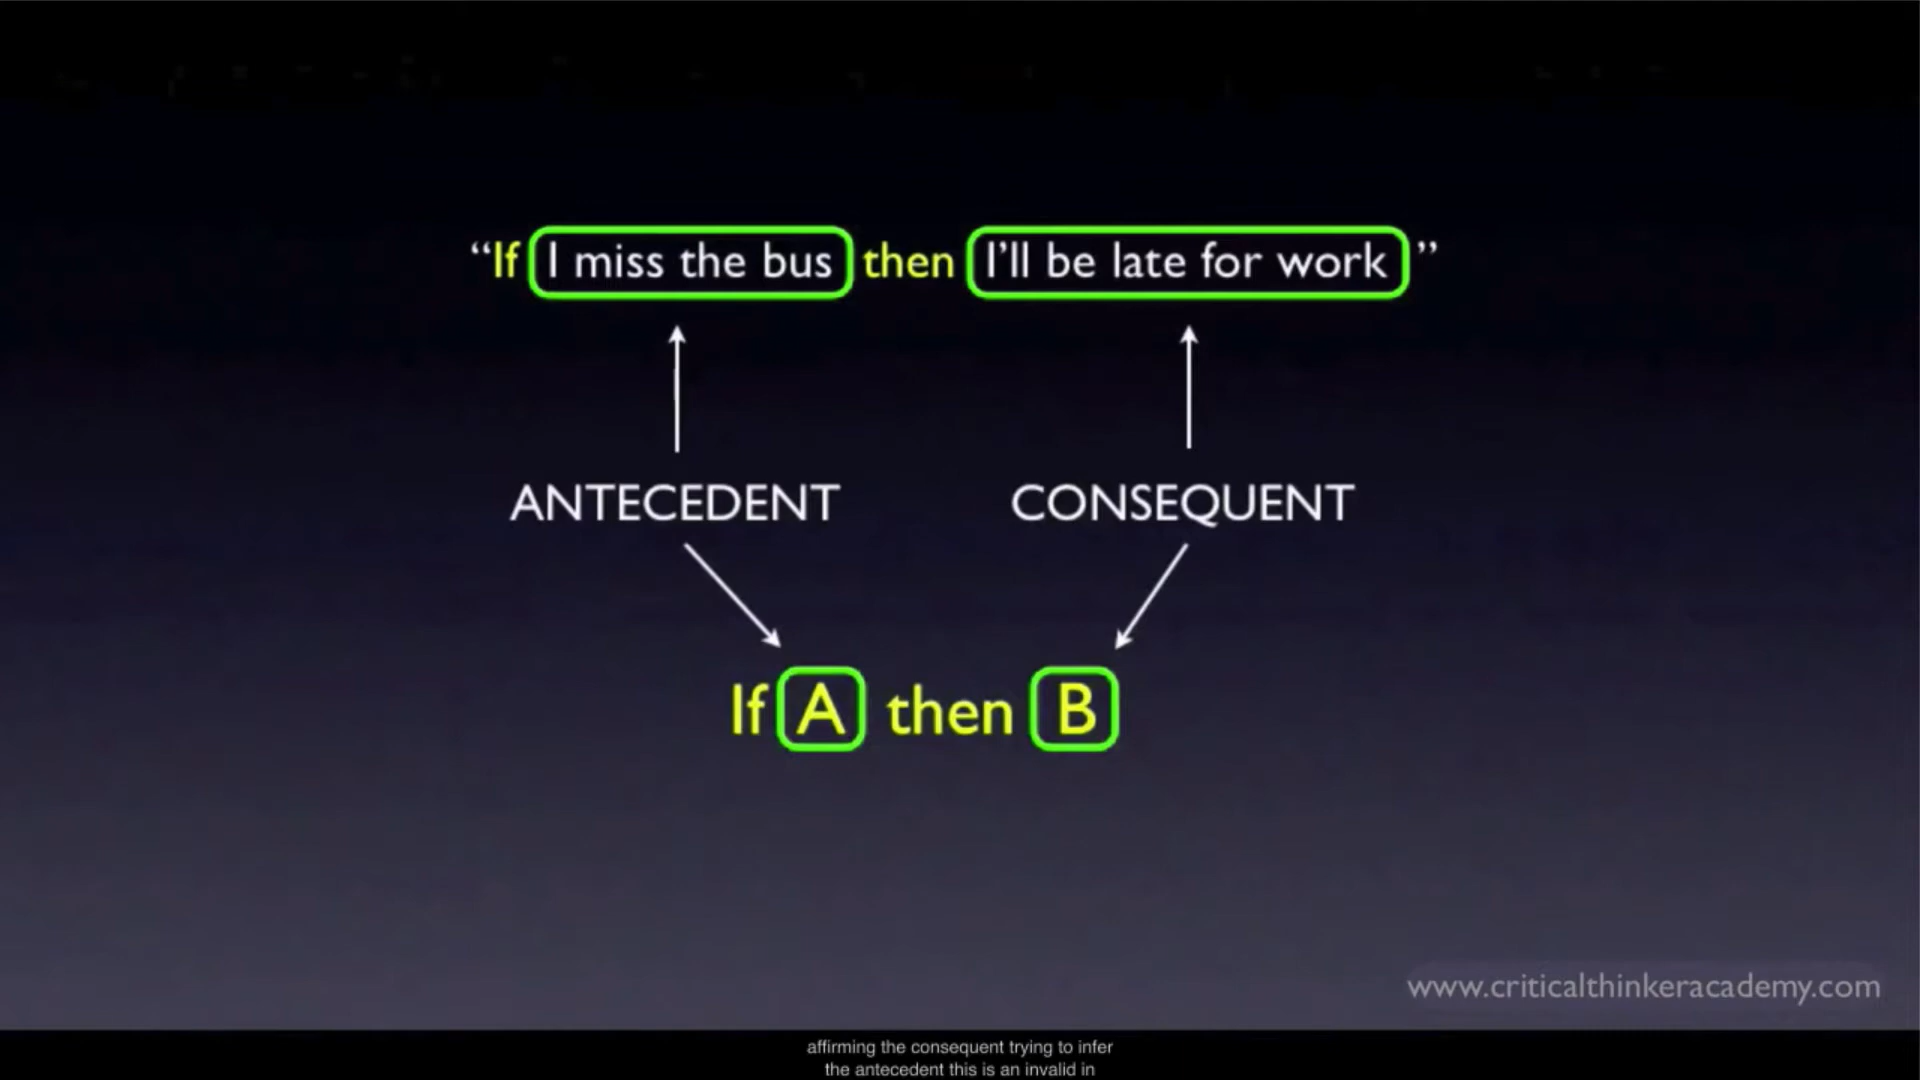 “If I miss the bus then I’ll be late for work”
ANTECEDENT CONSEQUENT
If A then B
www.criticalthinkeracademy.com
affirming the consequent trying to infer
the antecedent this is an invalid in